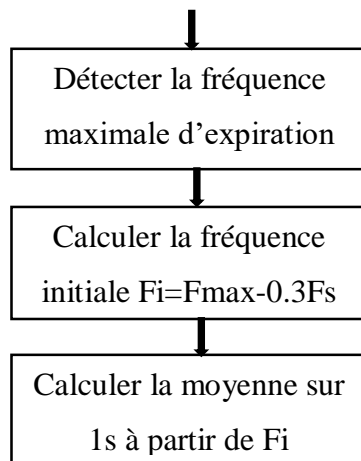 Détecter la fréquence
maximale d’expiration
Calculer la fréquence
initiale Fi=Fmax-0.3Fs
Calculer la moyenne sur
1s à partir de Fi